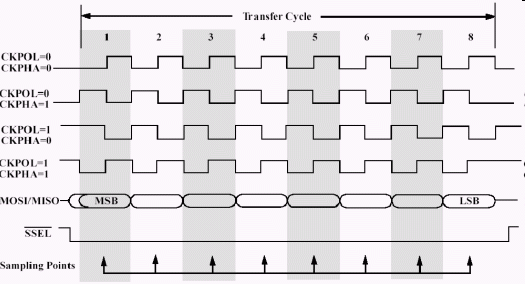 Transfer Cycle
1 2 3 4 5 6 7 8
CKPOL=0
CKPHA=0
CKPOL=0
CKPHA=1
CKPOL=1
CKPHA=0
CKPOL=1
CKPHA=1
MOSI/MISO MSB LSB
SSEL
Sampling Points